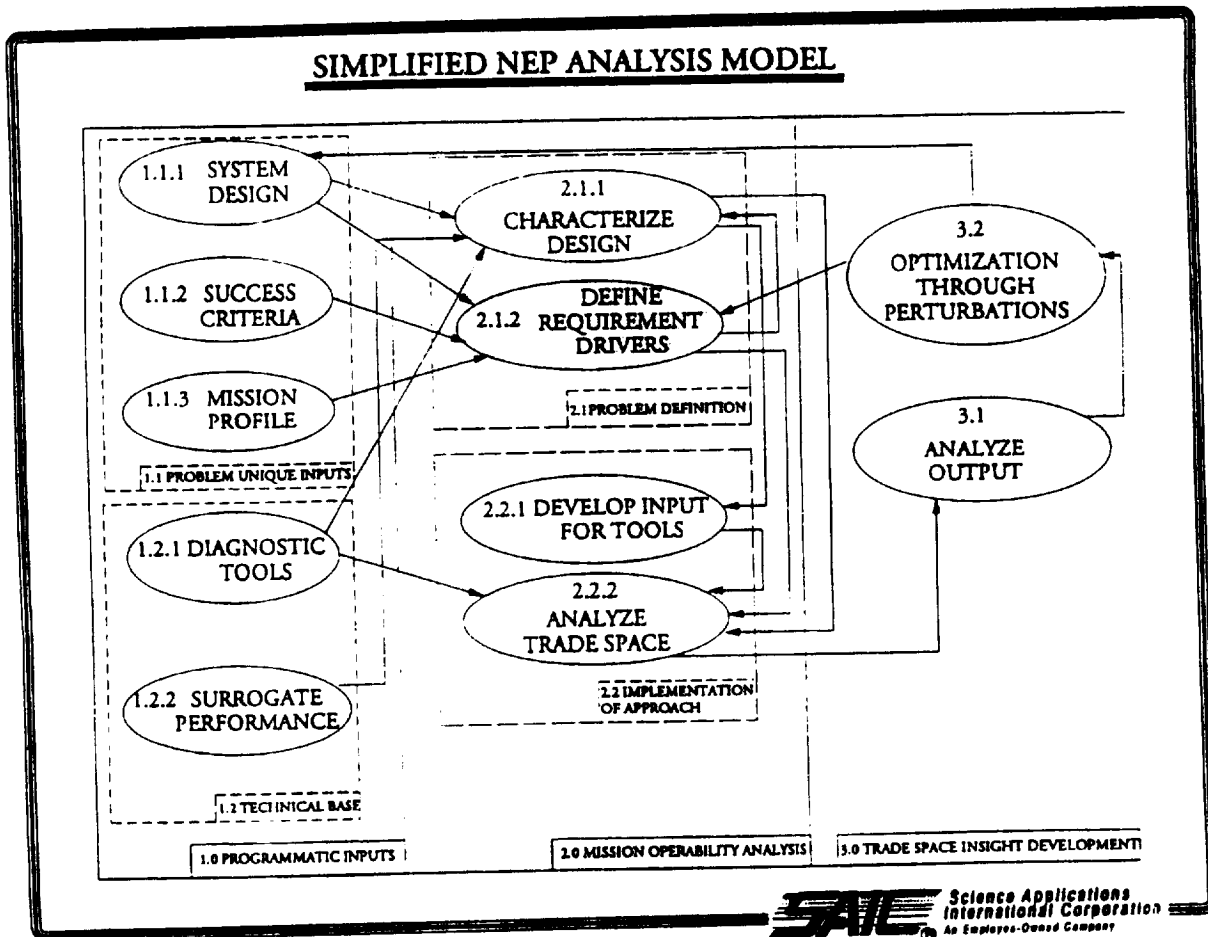 SIMPLIFIED NEP ANALYSIS MODEL
1.1.1 SYSTEM
DESIGN
1.1.2 SUCCESS
CRITERIA
1.1.3 MISSION
PROFILE
1.1 PROBLEM UNIQUE INPUTS
1.2.1 DIAGNOSTIC
TOOLS
1.2.2 SURROGATE
PERFORMANCE
1.2 TECHNICAL BASE
1.0 PROGRAMMATIC INPUTS
2.1.1
CHARACTERIZE
DESIGN
DEFINE
2.1.2 REQUIREMENT
DRIVERS
2.1 PROBLEM DEFINITION
2.2.1 DEVELOP INPUT
FOR TOOLS
2.2.2
ANALYZE
TRADE SPACE
2.2 IMPLEMENTATION
OF APPROACH
2.0 MISSION OPERABILITY ANALYSIS
3.2
OPTIMIZATION
THROUGH
PERTURBATIONS
3.1
ANALYZE
OUTPUT
3.0 TRADE SPACE INSIGHT DEVELOPMENT
SAIC
Science Applications
International Corporation
An Employee-Owned Company